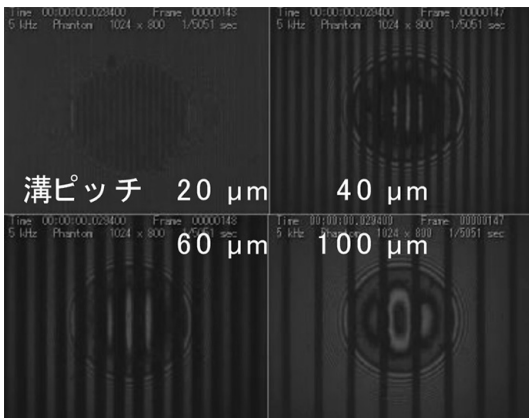 Time 00:00:00.029400 Frame 00000143
5 kHz Phantom 1024 x 800 1/5051 sec
溝ピッチ 20 μm
Time 00:00:00.029400 Frame 00000147
5 kHz Phantom 1024 x 800 1/5051 sec
40 μm
Time 00:00:00.029400 Frame 00000148
5 kHz Phantom 1024 x 800 1/5051 sec
60 μm
Time 00:00:00.029400 Frame 00000147
5 kHz Phantom 1024 x 800 1/5051 sec
100 μm